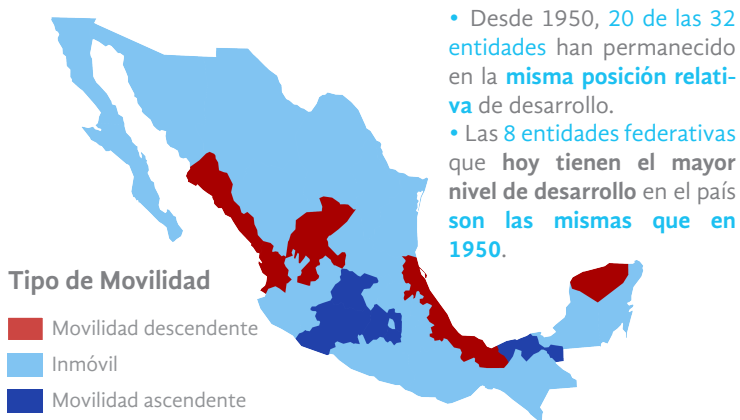 • Desde 1950, 20 de las 32
entidades han permanecido
en la misma posición relati-
va de desarrollo.
• Las 8 entidades federativas
que hoy tienen el mayor
nivel de desarrollo en el país
son las mismas que en
1950.
Tipo de Movilidad
Movilidad descendente
Inmóvil
Movilidad ascendente